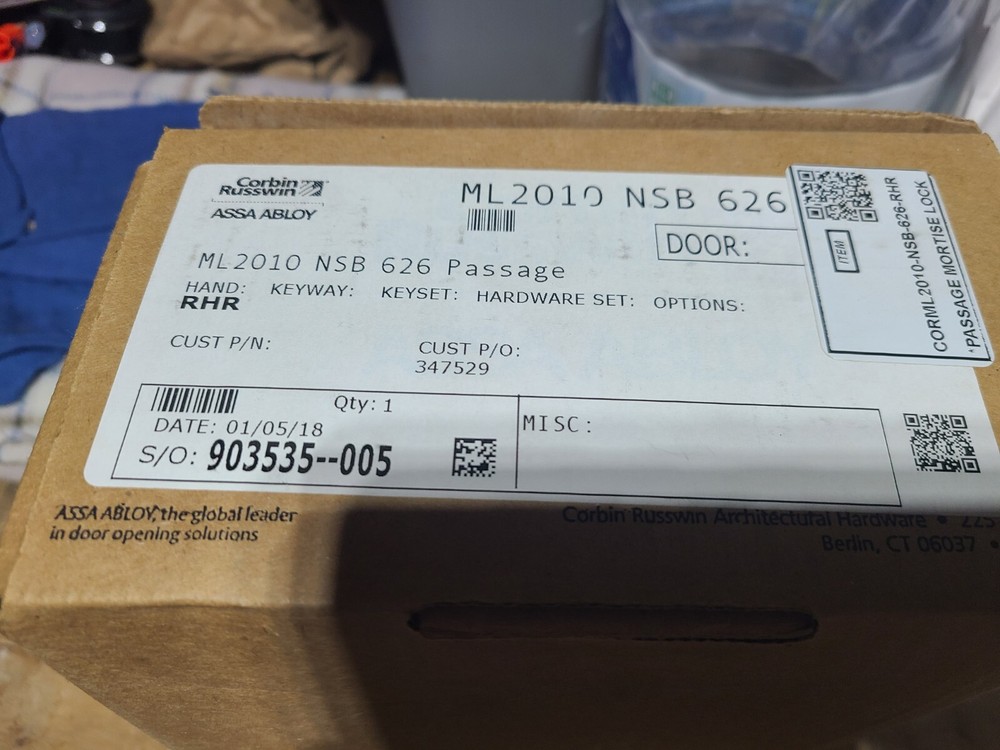 Corbin
Russwin
ASSA ABLOY
ML2010 NSB 626
DOOR:
ML2010 NSB 626 Passage
HAND: KEYWAY: KEYSET: HARDWARE SET: OPTIONS:
RHR
CUST P/N:
CUST P/O:
347529
Qty: 1
DATE: 01/05/18
S/O: 903535--005
MISC:
ITEM
CORML2010-NSB-626-RHR
*PASSAGE MORTISE LOCK
ASSA ABLOY, the global leader
in door opening solutions
Corbin Russwin Architectural Hardware • 225
Berlin, CT 06037 •